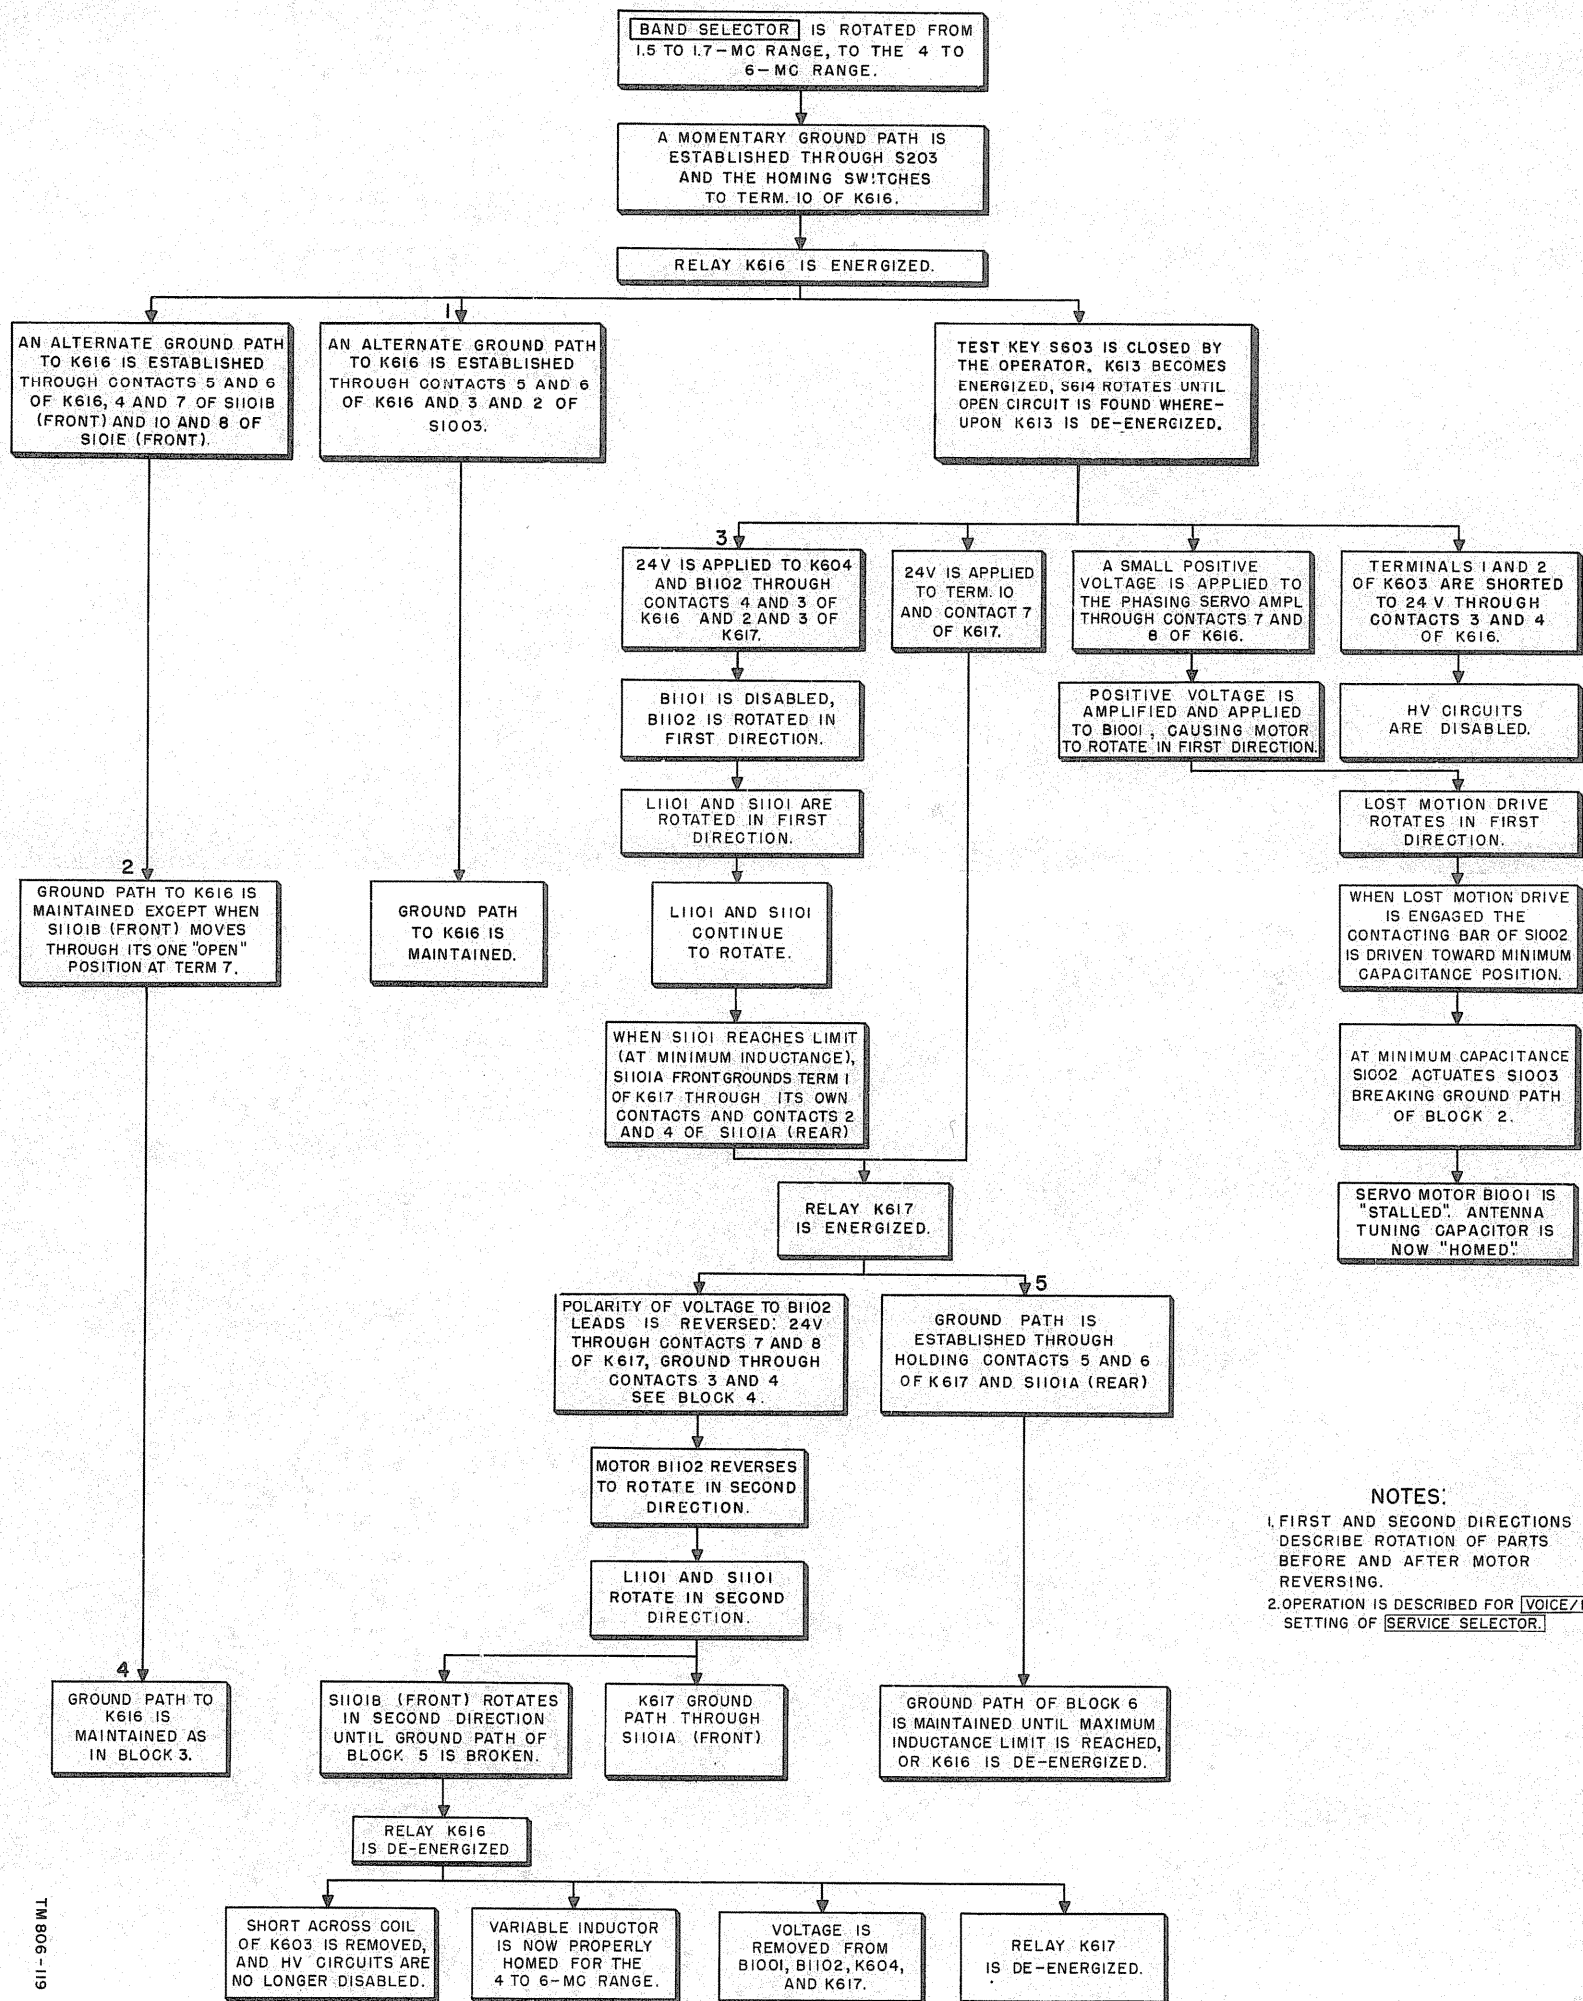 BAND SELECTOR IS ROTATED FROM
1.5 TO 1.7-MC RANGE, TO THE 4 TO
6-MC RANGE.
A MOMENTARY GROUND PATH IS
ESTABLISHED THROUGH S203
AND THE HOMING SWITCHES
TO TERM. 10 OF K616.
RELAY K616 IS ENERGIZED.
AN ALTERNATE GROUND PATH
TO K616 IS ESTABLISHED
THROUGH CONTACTS 5 AND 6
OF K616, 4 AND 7 OF S1101B
(FRONT) AND 10 AND 8 OF
S101E (FRONT).
1
AN ALTERNATE GROUND PATH
TO K616 IS ESTABLISHED
THROUGH CONTACTS 5 AND 6
OF K616 AND 3 AND 2 OF
S1003.
TEST KEY S603 IS CLOSED BY
THE OPERATOR. K613 BECOMES
ENERGIZED, S614 ROTATES UNTIL
OPEN CIRCUIT IS FOUND WHERE-
UPON K613 IS DE-ENERGIZED.
3
24V IS APPLIED TO K604
AND B1102 THROUGH
CONTACTS 4 AND 3 OF
K616 AND 2 AND 3 OF
K617.
24V IS APPLIED
TO TERM. 10
AND CONTACT 7
OF K617.
A SMALL POSITIVE
VOLTAGE IS APPLIED TO
THE PHASING SERVO AMPL
THROUGH CONTACTS 7 AND
8 OF K616.
TERMINALS 1 AND 2
OF K603 ARE SHORTED
TO 24 V THROUGH
CONTACTS 3 AND 4
OF K616.
B1101 IS DISABLED,
B1102 IS ROTATED IN
FIRST DIRECTION.
POSITIVE VOLTAGE IS
AMPLIFIED AND APPLIED
TO B1001, CAUSING MOTOR
TO ROTATE IN FIRST DIRECTION.
HV CIRCUITS
ARE DISABLED.
L1101 AND S1101 ARE
ROTATED IN FIRST
DIRECTION.
LOST MOTION DRIVE
ROTATES IN FIRST
DIRECTION.
2
GROUND PATH TO K616 IS
MAINTAINED EXCEPT WHEN
S1101B (FRONT) MOVES
THROUGH ITS ONE "OPEN"
POSITION AT TERM 7.
GROUND PATH
TO K616 IS
MAINTAINED.
L1101 AND S1101
CONTINUE
TO ROTATE.
WHEN LOST MOTION DRIVE
IS ENGAGED THE
CONTACTING BAR OF S1002
IS DRIVEN TOWARD MINIMUM
CAPACITANCE POSITION.
WHEN S1101 REACHES LIMIT
(AT MINIMUM INDUCTANCE),
S1101A FRONT GROUNDS TERM 1
OF K617 THROUGH ITS OWN
CONTACTS AND CONTACTS 2
AND 4 OF S1101A (REAR)
AT MINIMUM CAPACITANCE
S1002 ACTUATES S1003
BREAKING GROUND PATH
OF BLOCK 2.
RELAY K617
IS ENERGIZED.
SERVO MOTOR B1001 IS
"STALLED". ANTENNA
TUNING CAPACITOR IS
NOW "HOMED".
POLARITY OF VOLTAGE TO B1102
LEADS IS REVERSED: 24V
THROUGH CONTACTS 7 AND 8
OF K617, GROUND THROUGH
CONTACTS 3 AND 4
SEE BLOCK 4.
5
GROUND PATH IS
ESTABLISHED THROUGH
HOLDING CONTACTS 5 AND 6
OF K617 AND S1101A (REAR)
MOTOR B1102 REVERSES
TO ROTATE IN SECOND
DIRECTION.
L1101 AND S1101
ROTATE IN SECOND
DIRECTION.
NOTES:
1. FIRST AND SECOND DIRECTIONS
DESCRIBE ROTATION OF PARTS
BEFORE AND AFTER MOTOR
REVERSING.
2. OPERATION IS DESCRIBED FOR VOICE/
SETTING OF SERVICE SELECTOR.
4
GROUND PATH TO
K616 IS
MAINTAINED AS
IN BLOCK 3.
S1101B (FRONT) ROTATES
IN SECOND DIRECTION
UNTIL GROUND PATH OF
BLOCK 5 IS BROKEN.
K617 GROUND
PATH THROUGH
S1101A (FRONT)
GROUND PATH OF BLOCK 6
IS MAINTAINED UNTIL MAXIMUM
INDUCTANCE LIMIT IS REACHED,
OR K616 IS DE-ENERGIZED.
RELAY K616
IS DE-ENERGIZED
SHORT ACROSS COIL
OF K603 IS REMOVED,
AND HV CIRCUITS ARE
NO LONGER DISABLED.
VARIABLE INDUCTOR
IS NOW PROPERLY
HOMED FOR THE
4 TO 6-MC RANGE.
VOLTAGE IS
REMOVED FROM
B1001, B1102, K604,
AND K617.
RELAY K617
IS DE-ENERGIZED.
TM 806-119